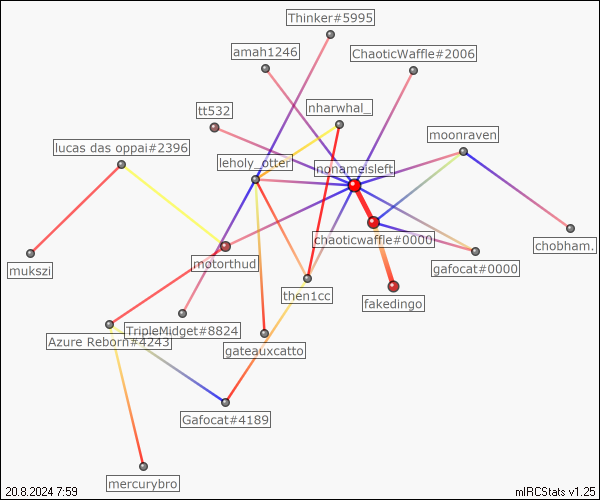 Thinker#5995
amah1246
ChaoticWaffle#2006
tt532
nharwhal_
moonraven
lucas das oppai#2396
leholy_otter
nonameisleft
chaoticwaffle#0000
chobham.
motorthud
gafocat#0000
mukszi
then1cc
fakedingo
TripleMidget#8824
Azure Reborn#4243
gateauxcatto
Gafocat#4189
mercurybro
20.8.2024 7:59
mIRCStats v1.25